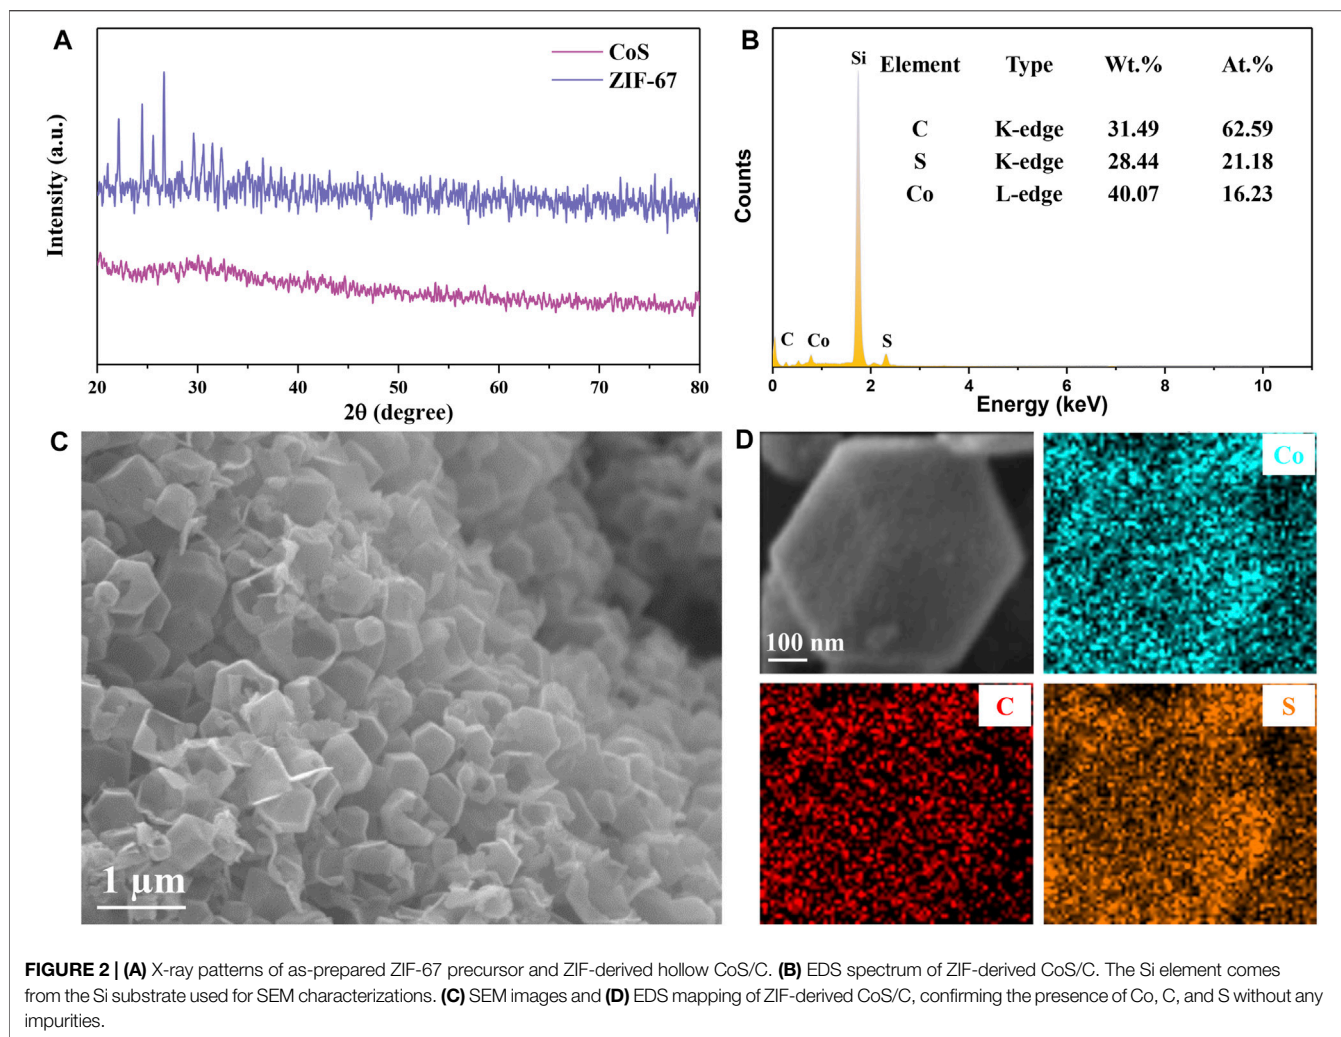 A
CoS
ZIF-67
Intensity (a.u.)
20 30 40 50 60 70 80
2θ (degree)
B
Si
Element Type Wt.% At.%
C K-edge 31.49 62.59
S K-edge 28.44 21.18
Co L-edge 40.07 16.23
Counts
C Co S
0 2 4 6 8 10
Energy (keV)
C
1 µm
D
100 nm
Co
C
S
FIGURE 2 | (A) X-ray patterns of as-prepared ZIF-67 precursor and ZIF-derived hollow CoS/C. (B) EDS spectrum of ZIF-derived CoS/C. The Si element comes
from the Si substrate used for SEM characterizations. (C) SEM images and (D) EDS mapping of ZIF-derived CoS/C, confirming the presence of Co, C, and S without any
impurities.